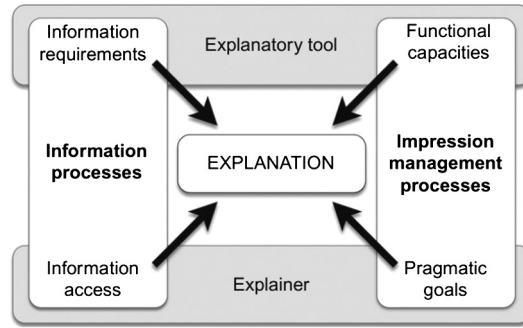 Information
requirements
Explanatory tool
Functional
capacities
Information
processes
EXPLANATION
Impression
management
processes
Information
access
Explainer
Pragmatic
goals